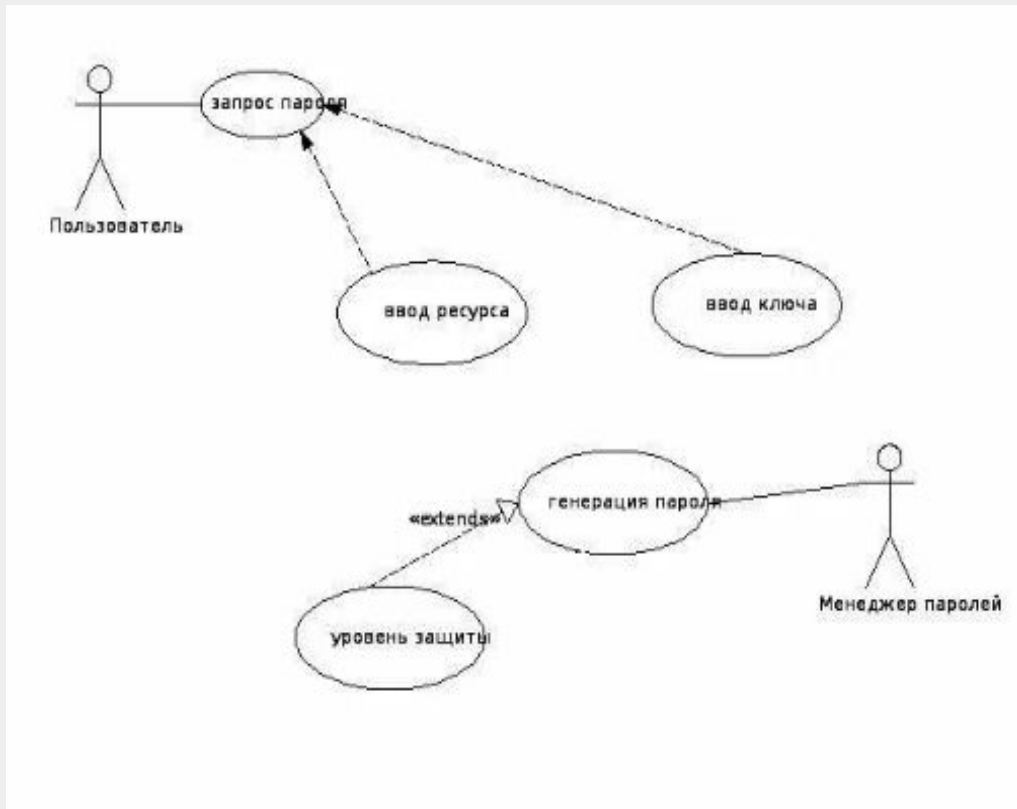 запрос пароля
Пользователь
ввод ресурса
ввод ключа
генерация пароля
«extends»
Менеджер паролей
уровень защиты